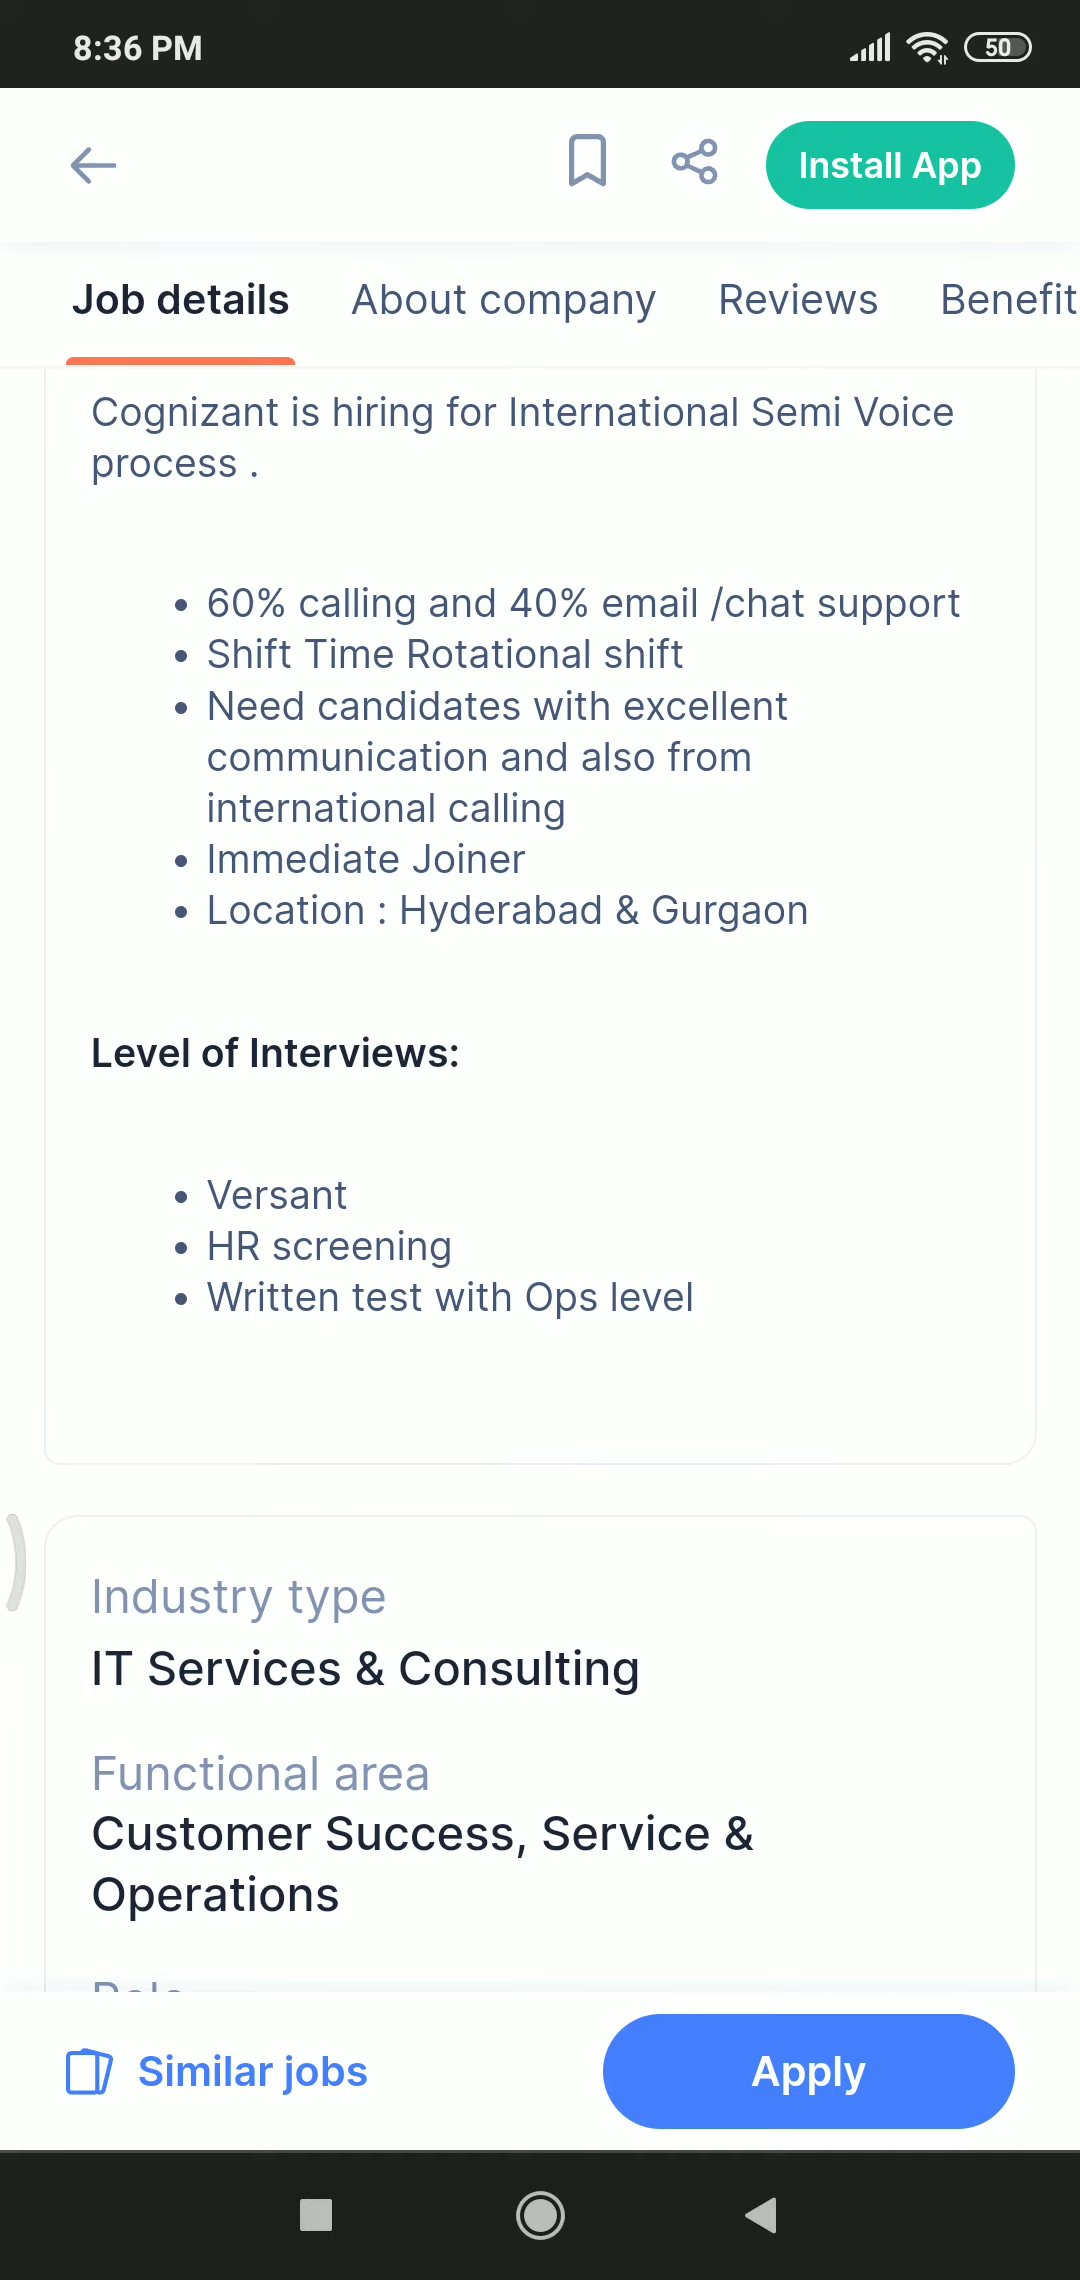 8:36 PM
50
Install App
Job details About company Reviews Benefit
Cognizant is hiring for International Semi Voice
process .
• 60% calling and 40% email /chat support
• Shift Time Rotational shift
• Need candidates with excellent
communication and also from
international calling
• Immediate Joiner
• Location : Hyderabad & Gurgaon
Level of Interviews:
• Versant
• HR screening
• Written test with Ops level
Industry type
IT Services & Consulting
Functional area
Customer Success, Service &
Operations
Similar jobs
Apply